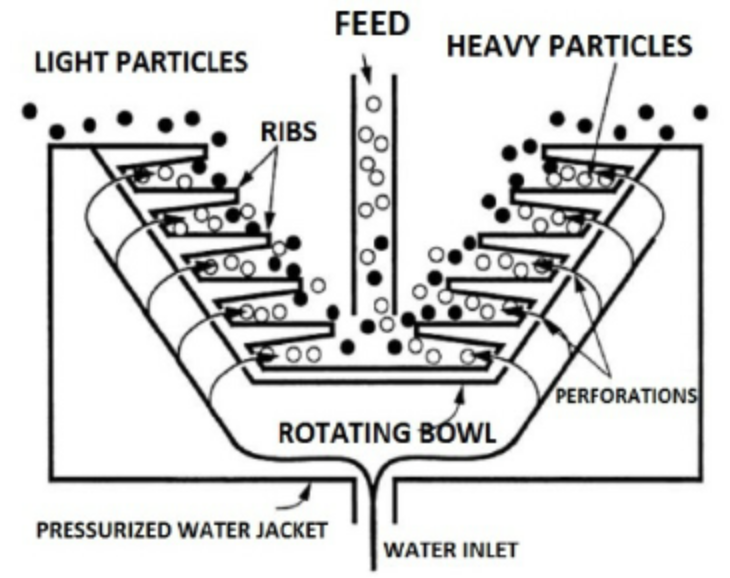 FEED
HEAVY PARTICLES
LIGHT PARTICLES
RIBS
PERFORATIONS
ROTATING BOWL
PRESSURIZED WATER JACKET
WATER INLET